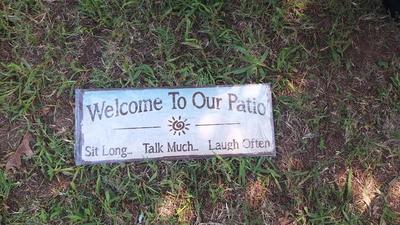 Welcome To Our Patio
Sit Long... Talk Much... Laugh Often